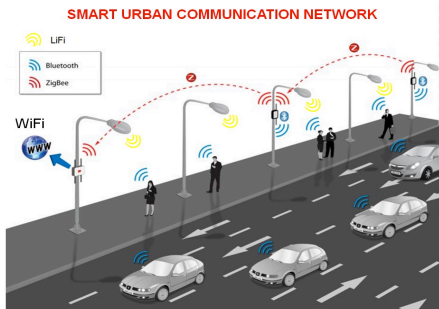 SMART URBAN COMMUNICATION NETWORK
LiFi
Bluetooth
ZigBee
Z
Z
WiFi
WWW